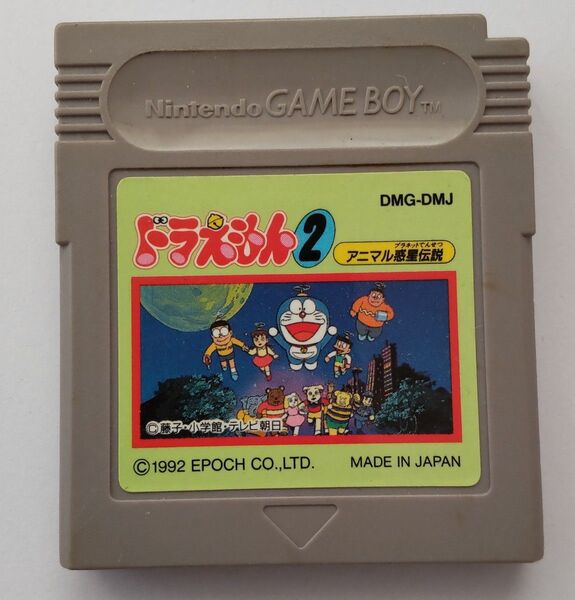 Nintendo GAME BOY TM
DMG-DMJ
ドラえもん2
プラネットでんせつ
アニマル惑星伝説
©藤子・小学館・テレビ朝日
©1992 EPOCH CO.,LTD.
MADE IN JAPAN